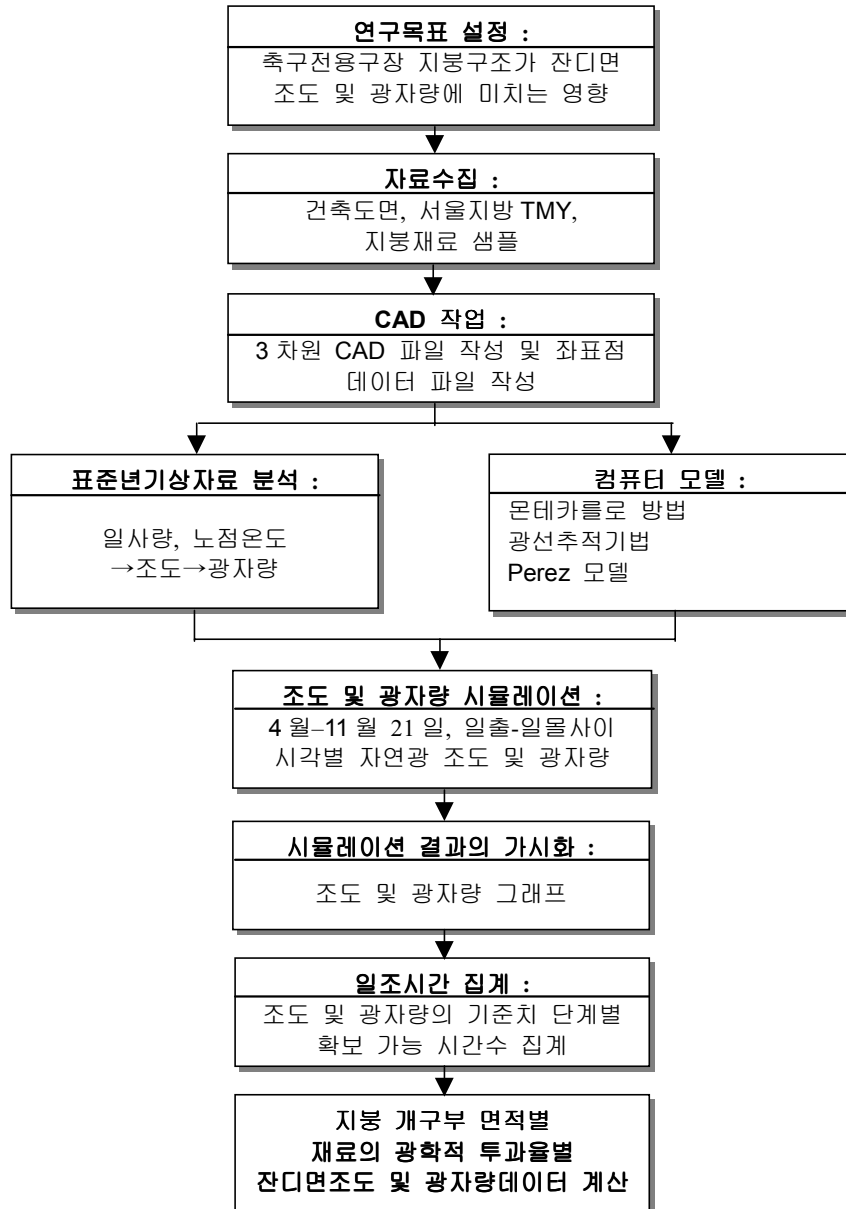 연구목표 설정 :
축구전용구장 지붕구조가 잔디면
조도 및 광자량에 미치는 영향
자료수집 :
건축도면, 서울지방 TMY,
지붕재료 샘플
CAD 작업 :
3 차원 CAD 파일 작성 및 좌표점
데이터 파일 작성
표준년기상자료 분석 :
일사량, 노점온도
→조도→광자량
컴퓨터 모델 :
몬테카를로 방법
광선추적기법
Perez 모델
조도 및 광자량 시뮬레이션 :
4 월–11 월 21 일, 일출-일몰사이
시각별 자연광 조도 및 광자량
시뮬레이션 결과의 가시화 :
조도 및 광자량 그래프
일조시간 집계 :
조도 및 광자량의 기준치 단계별
확보 가능 시간수 집계
지붕 개구부 면적별
재료의 광학적 투과율별
잔디면조도 및 광자량데이터 계산